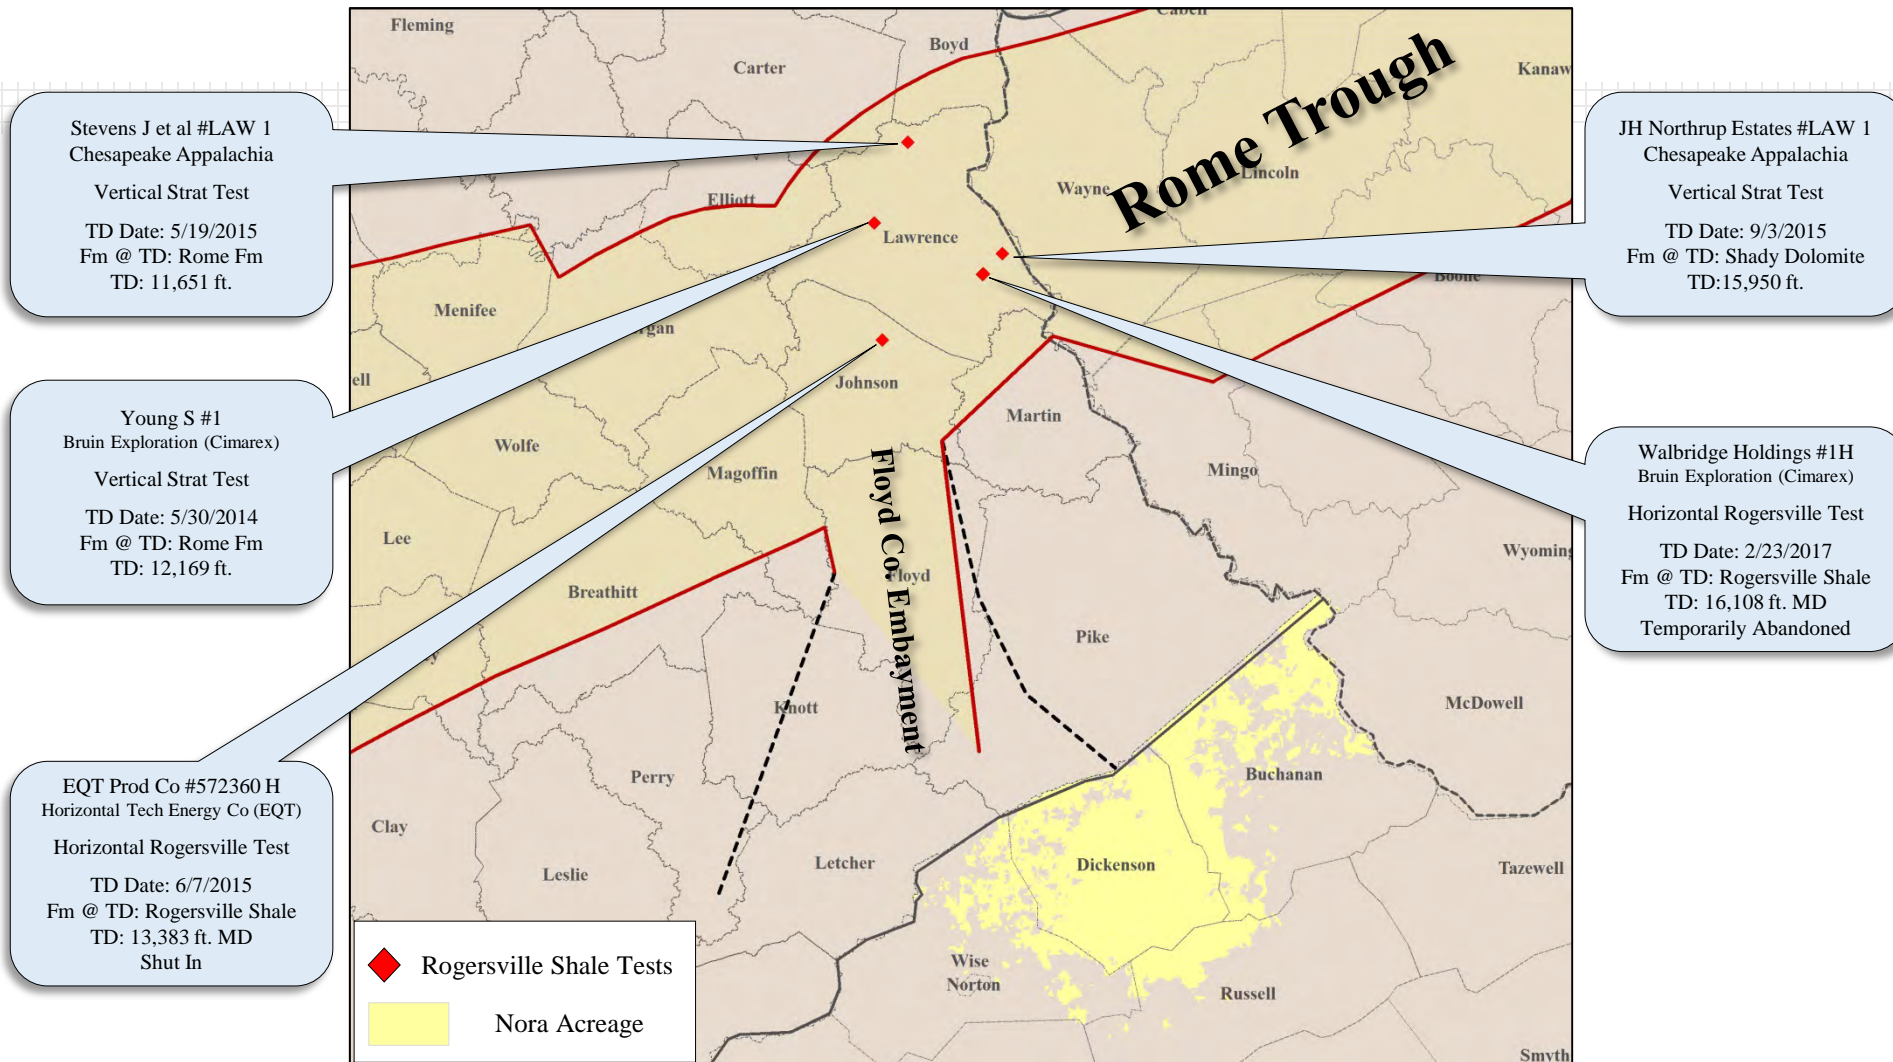 Stevens J et al #LAW 1
Chesapeake Appalachia
Vertical Strat Test
TD Date: 5/19/2015
Fm @ TD: Rome Fm
TD: 11,651 ft.
Young S #1
Bruin Exploration (Cimarex)
Vertical Strat Test
TD Date: 5/30/2014
Fm @ TD: Rome Fm
TD: 12,169 ft.
EQT Prod Co #572360 H
Horizontal Tech Energy Co (EQT)
Horizontal Rogersville Test
TD Date: 6/7/2015
Fm @ TD: Rogersville Shale
TD: 13,383 ft. MD
Shut In
Fleming
Carter
Boyd
Cabell
Kanaw
Rome Trough
Elliott
Wayne
Lincoln
Lawrence
Boone
Menifee
rgan
ell
Johnson
Martin
Wolfe
Magoffin
Mingo
Lee
Floyd Co. Embayment
Floyd
Wyoming
Breathitt
Pike
y
Knott
McDowell
Perry
Buchanan
Clay
Leslie
Letcher
Dickenson
Tazewell
Wise
Norton
Russell
Smyth
Rogersville Shale Tests
Nora Acreage
JH Northrup Estates #LAW 1
Chesapeake Appalachia
Vertical Strat Test
TD Date: 9/3/2015
Fm @ TD: Shady Dolomite
TD:15,950 ft.
Walbridge Holdings #1H
Bruin Exploration (Cimarex)
Horizontal Rogersville Test
TD Date: 2/23/2017
Fm @ TD: Rogersville Shale
TD: 16,108 ft. MD
Temporarily Abandoned